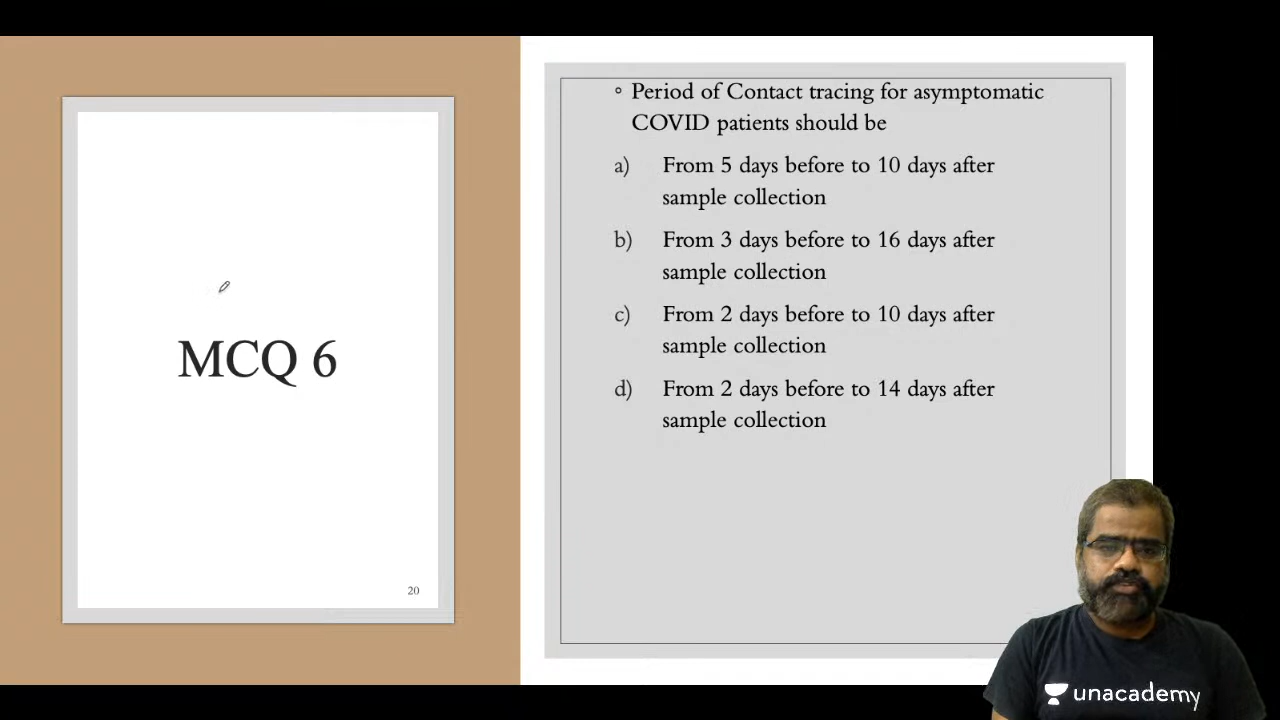 MCQ 6
20
◦ Period of Contact tracing for asymptomatic
COVID patients should be
a) From 5 days before to 10 days after
sample collection
b) From 3 days before to 16 days after
sample collection
c) From 2 days before to 10 days after
sample collection
d) From 2 days before to 14 days after
sample collection
unacademy